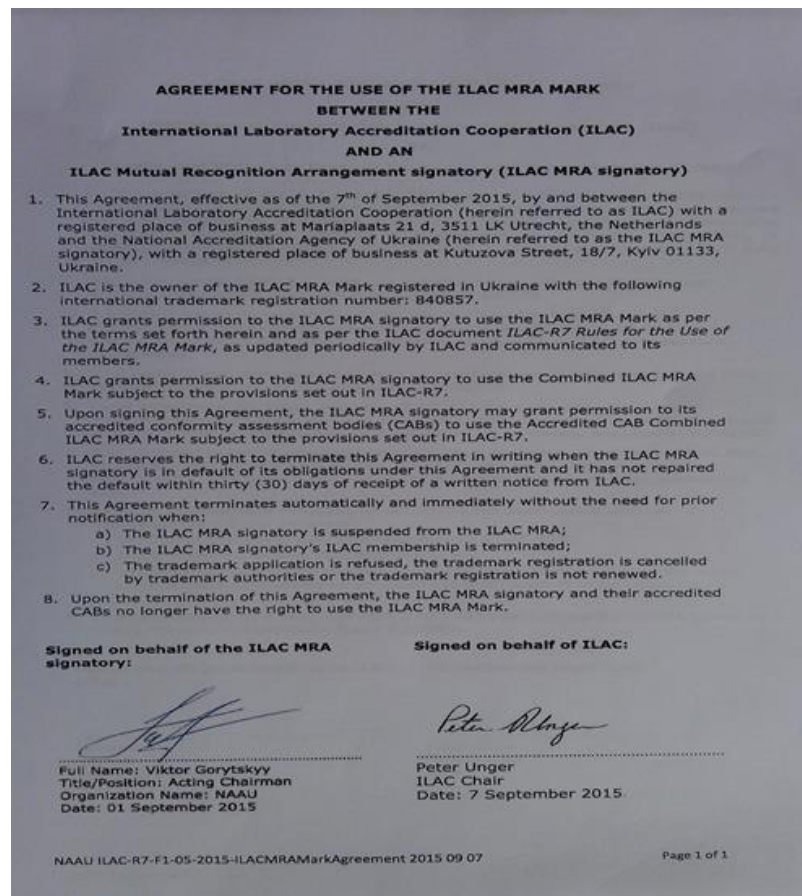 AGREEMENT FOR THE USE OF THE ILAC MRA MARK
BETWEEN THE
International Laboratory Accreditation Cooperation (ILAC)
AND AN
ILAC Mutual Recognition Arrangement signatory (ILAC MRA signatory)
1. This Agreement, effective as of the 7th of September 2015, by and between the
International Laboratory Accreditation Cooperation (herein referred to as ILAC) with a
registered place of business at Mariaplaats 21 d, 3511 LK Utrecht, the Netherlands
and the National Accreditation Agency of Ukraine (herein referred to as the ILAC MRA
signatory), with a registered place of business at Kutuzova Street, 18/7, Kyiv 01133,
Ukraine.
2. ILAC is the owner of the ILAC MRA Mark registered in Ukraine with the following
international trademark registration number: 840857.
3. ILAC grants permission to the ILAC MRA signatory to use the ILAC MRA Mark as per
the terms set forth herein and as per the ILAC document ILAC-R7 Rules for the Use of
the ILAC MRA Mark, as updated periodically by ILAC and communicated to its
members.
4. ILAC grants permission to the ILAC MRA signatory to use the Combined ILAC MRA
Mark subject to the provisions set out in ILAC-R7.
5. Upon signing this Agreement, the ILAC MRA signatory may grant permission to its
accredited conformity assessment bodies (CABs) to use the Accredited CAB Combined
ILAC MRA Mark subject to the provisions set out in ILAC-R7.
6. ILAC reserves the right to terminate this Agreement in writing when the ILAC MRA
signatory is in default of its obligations under this Agreement and it has not repaired
the default within thirty (30) days of receipt of a written notice from ILAC.
7. This Agreement terminates automatically and immediately without the need for prior
notification when:
a) The ILAC MRA signatory is suspended from the ILAC MRA;
b) The ILAC MRA signatory's ILAC membership is terminated;
c) The trademark application is refused, the trademark registration is cancelled
by trademark authorities or the trademark registration is not renewed.
8. Upon the termination of this Agreement, the ILAC MRA signatory and their accredited
CABs no longer have the right to use the ILAC MRA Mark.
Signed on behalf of the ILAC MRA
signatory:
Full Name: Viktor Gorytskyy
Title/Position: Acting Chairman
Organization Name: NAAU
Date: 01 September 2015
Signed on behalf of ILAC:
Peter Unger
Peter Unger
ILAC Chair
Date: 7 September 2015
NAAU ILAC-R7-F1-05-2015-ILACMRAMarkAgreement 2015 09 07
Page 1 of 1